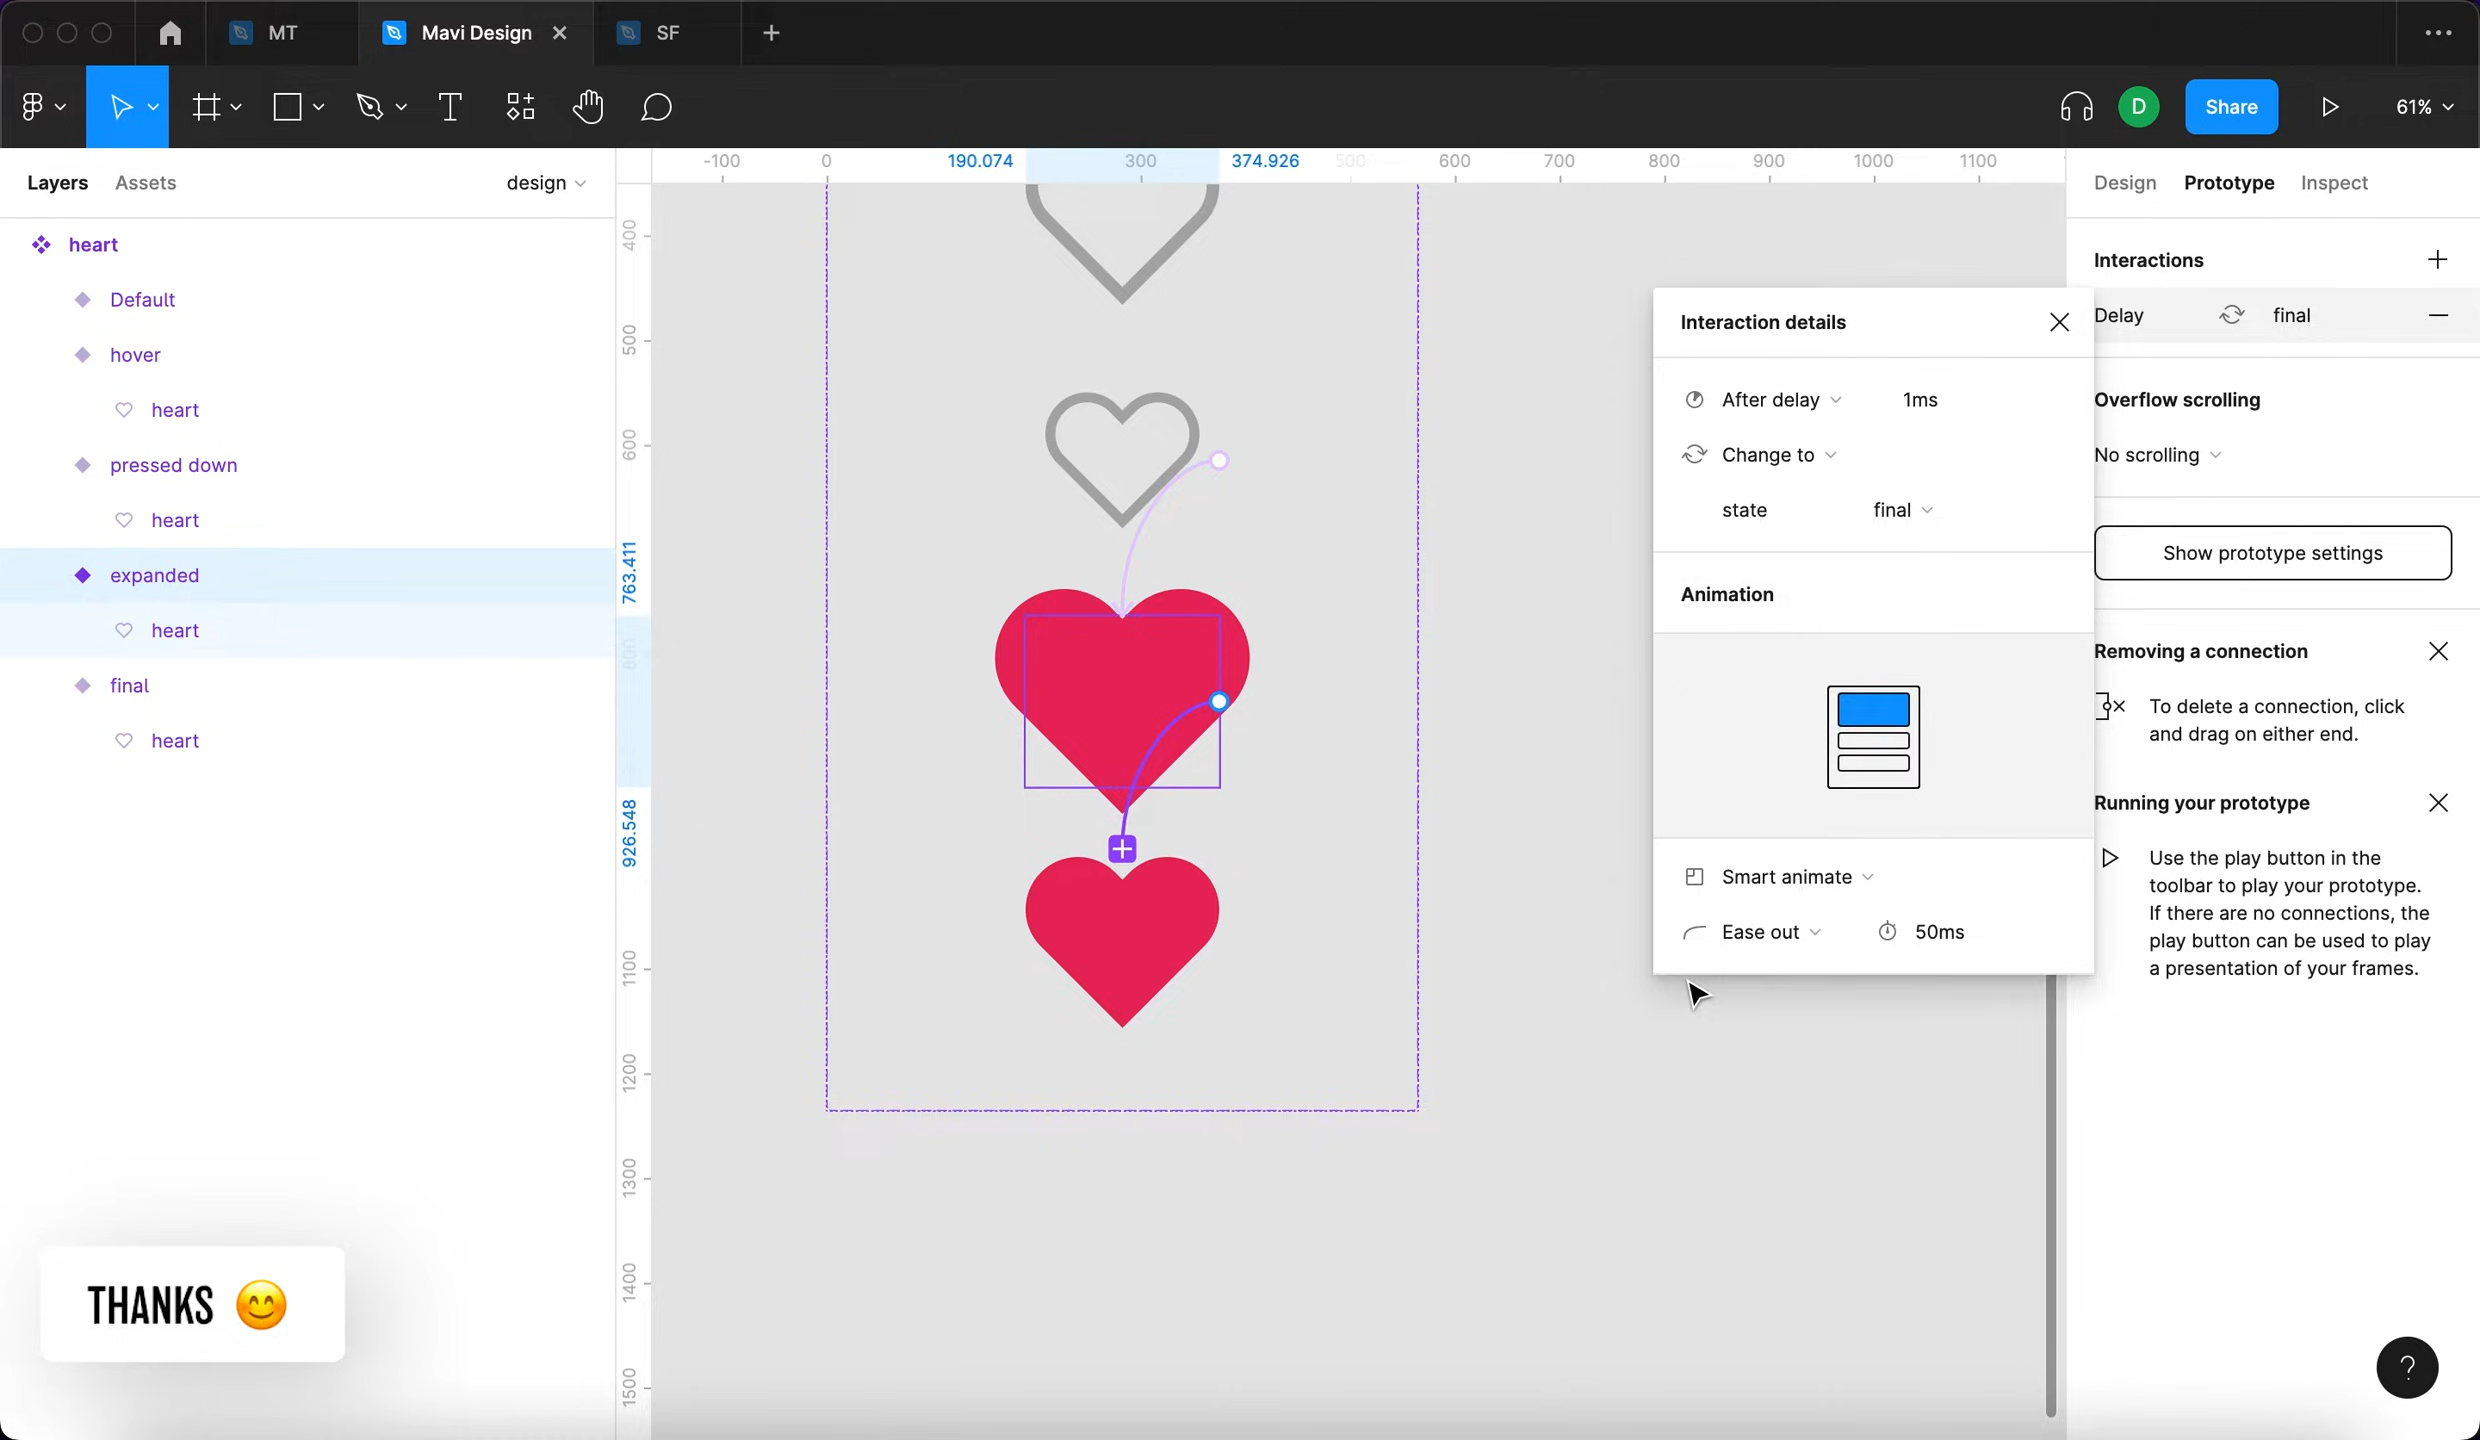 MT
Mavi Design
SF
D
Share
61%
Layers
Assets
design
-100
0
190.074
300
374.926
500
600
700
800
900
1000
1100
Design
Prototype
Inspect
heart
Default
hover
heart
pressed down
heart
expanded
heart
final
heart
400
500
600
763.411
800
926.548
1100
1200
1300
1400
1500
Interaction details
After delay
1ms
Change to
state
final
Animation
Smart animate
Ease out
50ms
Interactions
Delay
final
Overflow scrolling
No scrolling
Show prototype settings
Removing a connection
To delete a connection, click
and drag on either end.
Running your prototype
Use the play button in the
toolbar to play your prototype.
If there are no connections, the
play button can be used to play
a presentation of your frames.
THANKS 😊
?